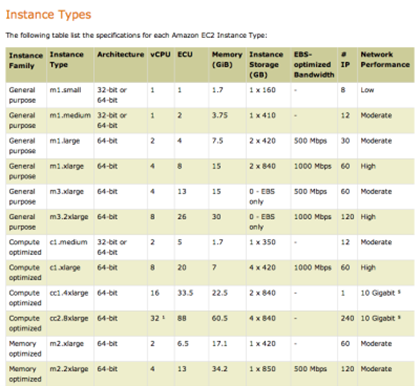 Instance Types
The following table list the specifications for each Amazon EC2 Instance Type:
Instance Family Instance Type Architecture vCPU ECU Memory (GiB) Instance Storage (GB) EBS-optimized Bandwidth # IP Network Performance
General purpose m1.small 32-bit or 64-bit 1 1 1.7 1 x 160 - 8 Low
General purpose m1.medium 32-bit or 64-bit 1 2 3.75 1 x 410 - 12 Moderate
General purpose m1.large 64-bit 2 4 7.5 2 x 420 500 Mbps 30 Moderate
General purpose m1.xlarge 64-bit 4 8 15 2 x 840 1000 Mbps 60 High
General purpose m3.xlarge 64-bit 4 13 15 0 - EBS only 500 Mbps 60 Moderate
General purpose m3.2xlarge 64-bit 8 26 30 0 - EBS only 1000 Mbps 120 High
Compute optimized c1.medium 32-bit or 64-bit 2 5 1.7 1 x 350 - 12 Moderate
Compute optimized c1.xlarge 64-bit 8 20 7 4 x 420 1000 Mbps 60 High
Compute optimized cc1.4xlarge 64-bit 16 33.5 22.5 2 x 840 - 1 10 Gigabit
Compute optimized cc2.8xlarge 64-bit 32 ¹ 88 60.5 4 x 840 - 240 10 Gigabit
Memory optimized m2.xlarge 64-bit 2 6.5 17.1 1 x 420 - 60 Moderate
Memory optimized m2.2xlarge 64-bit 4 13 34.2 1 x 850 500 Mbps 120 Moderate